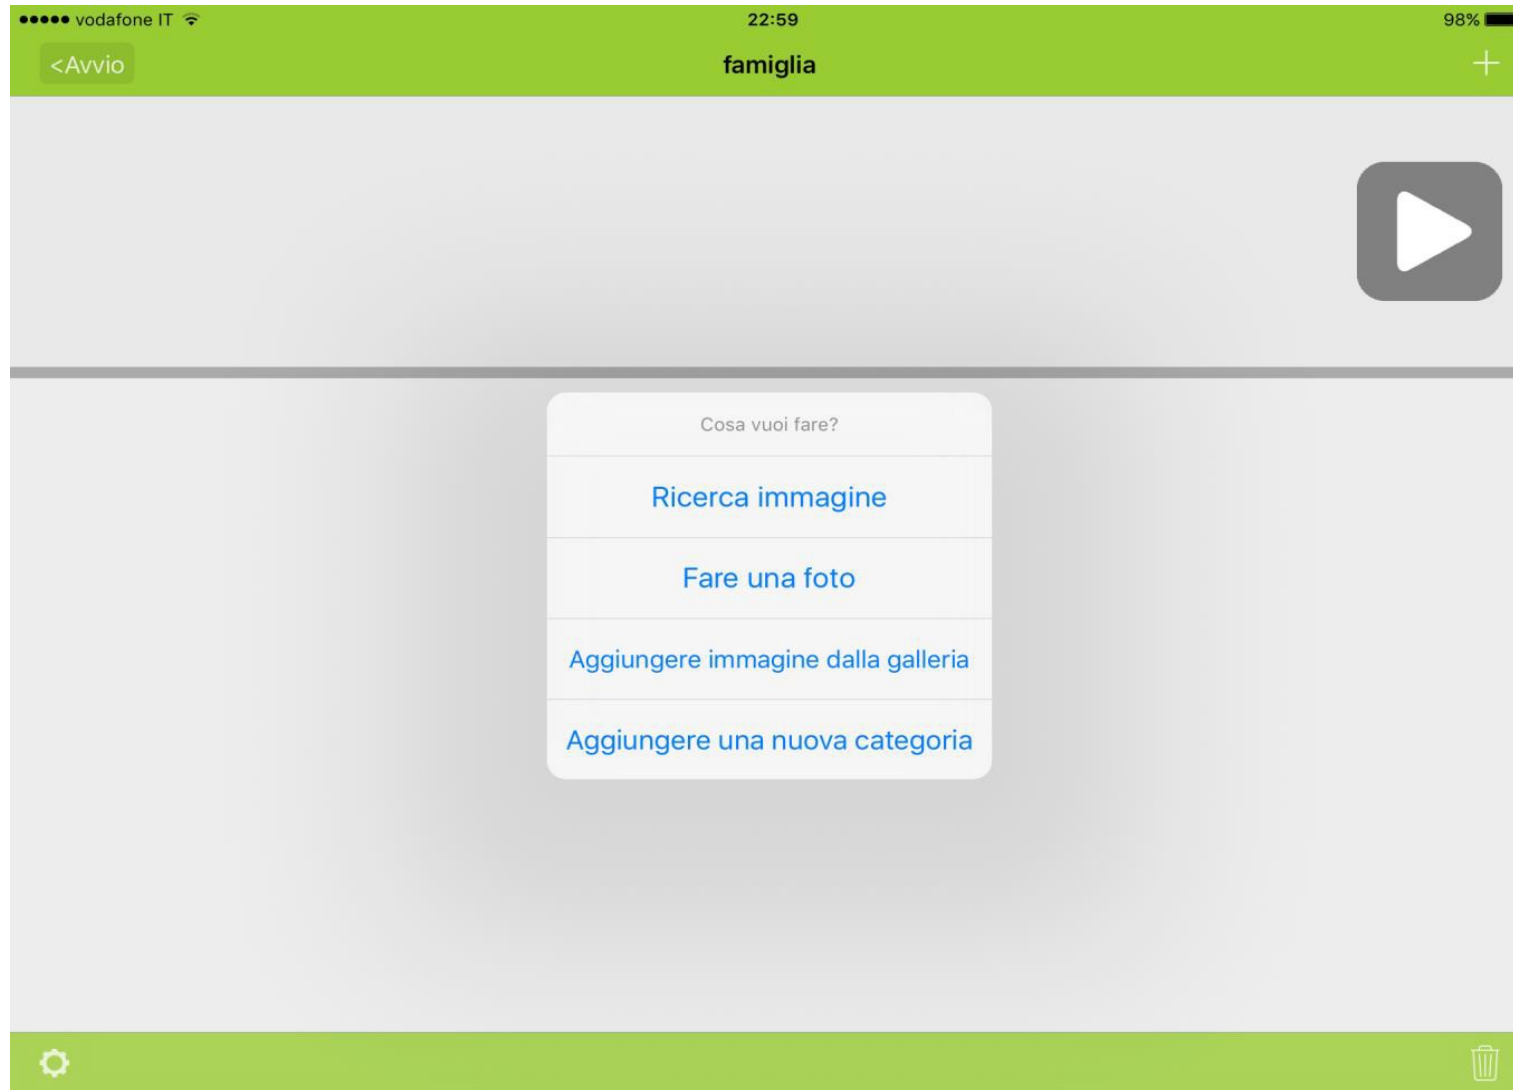 vodafone IT
22:59
98%
<Avvio
famiglia
Cosa vuoi fare?
Ricerca immagine
Fare una foto
Aggiungere immagine dalla galleria
Aggiungere una nuova categoria